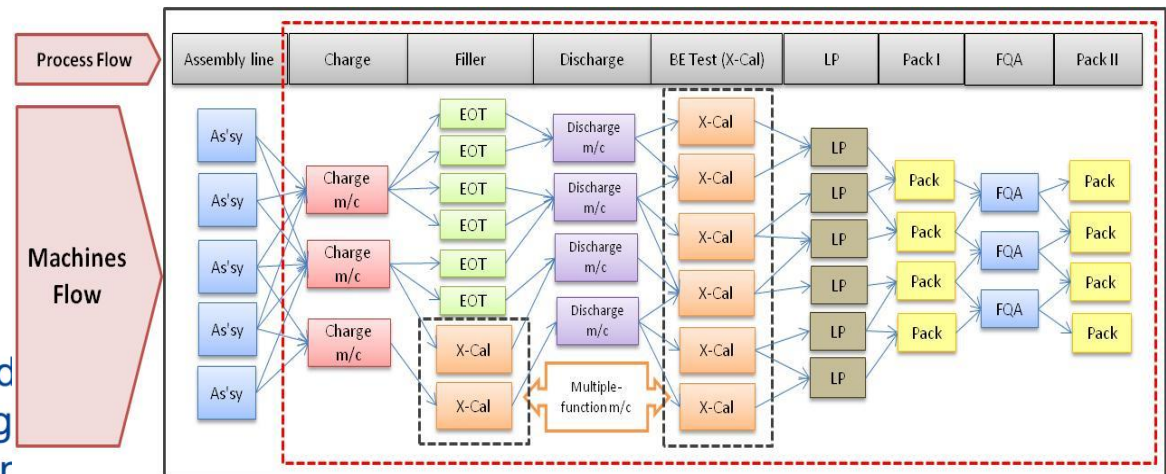 Process Flow
Assembly line
Charge
Filler
Discharge
BE Test (X-Cal)
LP
Pack I
FQA
Pack II
Machines
Flow
As'sy
As'sy
As'sy
As'sy
As'sy
Charge
m/c
Charge
m/c
Charge
m/c
EOT
EOT
EOT
EOT
EOT
EOT
X-Cal
X-Cal
Discharge
m/c
Discharge
m/c
Discharge
m/c
Discharge
m/c
Multiple-
function m/c
X-Cal
X-Cal
X-Cal
X-Cal
X-Cal
X-Cal
LP
LP
LP
LP
LP
LP
Pack
Pack
Pack
Pack
FQA
FQA
FQA
Pack
Pack
Pack
Pack
d
g